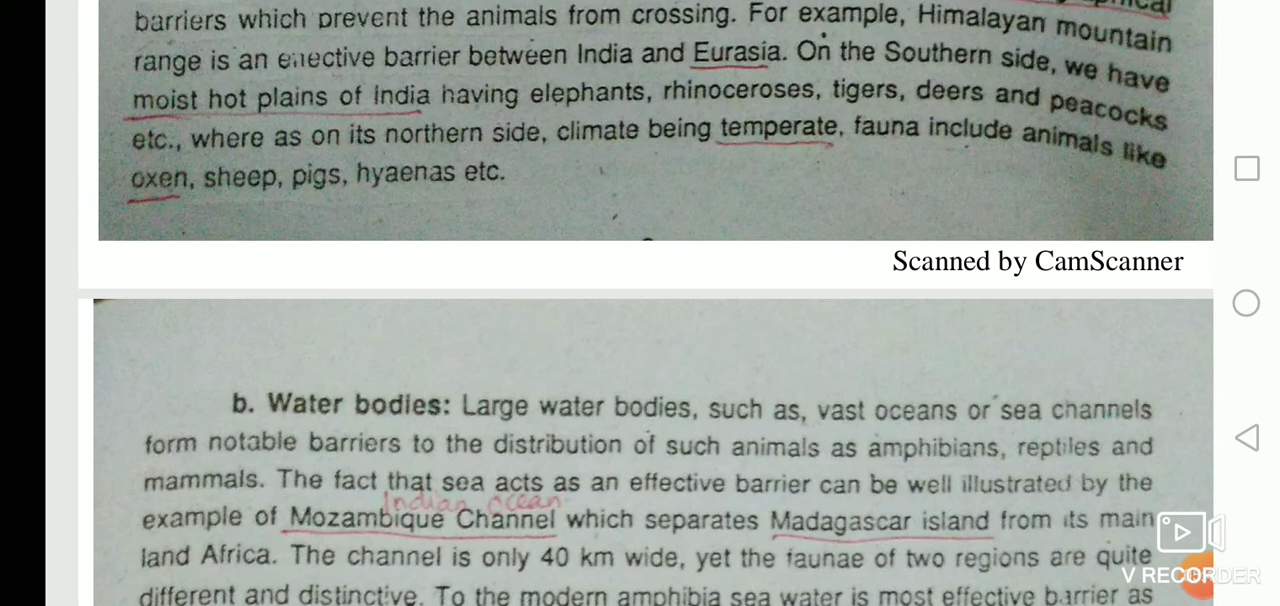 barriers which prevent the animals from crossing. For example, Himalayan mountain
range is an effective barrier between India and Eurasia. On the Southern side, we have
moist hot plains of India having elephants, rhinoceroses, tigers, deers and peacocks
etc., where as on its northern side, climate being temperate, fauna include animals like
oxen, sheep, pigs, hyaenas etc.
Scanned by CamScanner
b. Water bodies: Large water bodies, such as, vast oceans or sea channels
form notable barriers to the distribution of such animals as amphibians, reptiles and
mammals. The fact that sea acts as an effective barrier can be well illustrated by the
Indian ocean
example of Mozambique Channel which separates Madagascar island from its main
land Africa. The channel is only 40 km wide, yet the faunae of two regions are quite
V RECORDER
different and distinctive. To the modern amphibia sea water is most effective barrier as